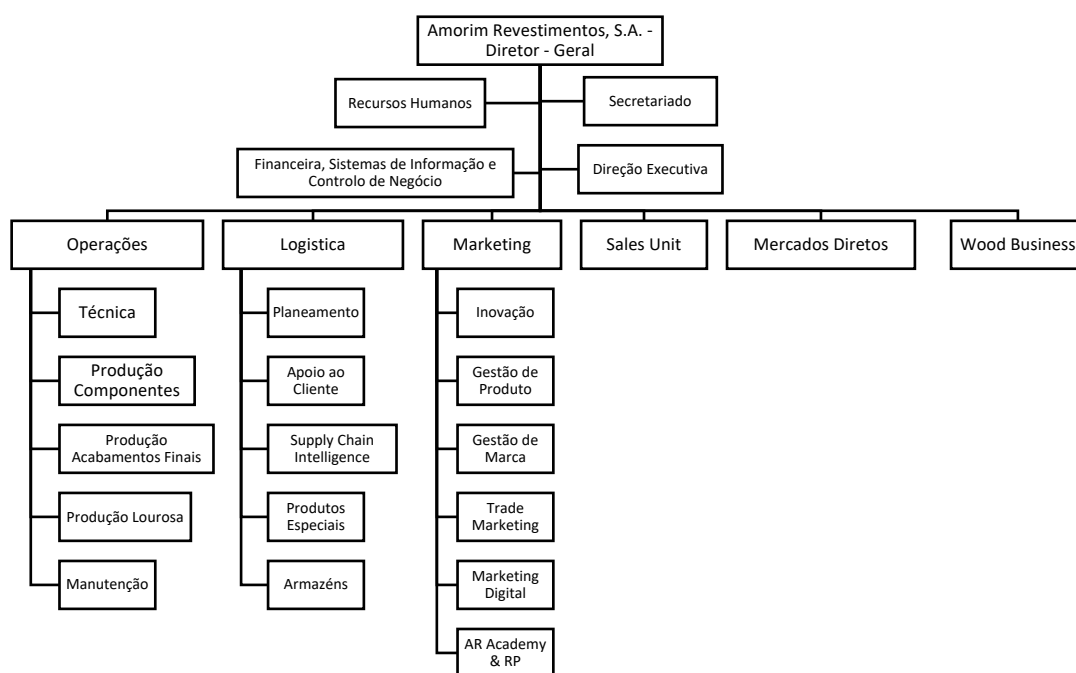 Amorim Revestimentos, S.A. -
Diretor - Geral
Recursos Humanos
Secretariado
Financeira, Sistemas de Informação e
Controlo de Negócio
Direção Executiva
Operações
Logistica
Marketing
Sales Unit
Mercados Diretos
Wood Business
Técnica
Produção
Componentes
Produção
Acabamentos Finais
Produção Lourosa
Manutenção
Planeamento
Apoio ao
Cliente
Supply Chain
Intelligence
Produtos
Especiais
Armazéns
Inovação
Gestão de
Produto
Gestão de
Marca
Trade
Marketing
Marketing
Digital
AR Academy
& RP